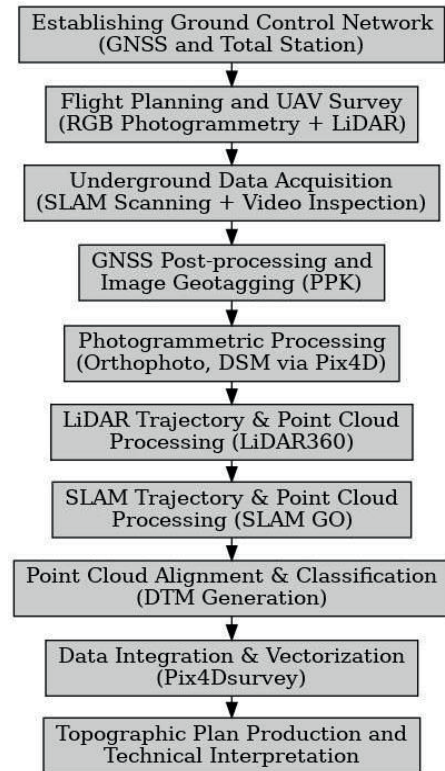 Establishing Ground Control Network
(GNSS and Total Station)
Flight Planning and UAV Survey
(RGB Photogrammetry + LiDAR)
Underground Data Acquisition
(SLAM Scanning + Video Inspection)
GNSS Post-processing and
Image Geotagging (PPK)
Photogrammetric Processing
(Orthophoto, DSM via Pix4D)
LiDAR Trajectory & Point Cloud
Processing (LiDAR360)
SLAM Trajectory & Point Cloud
Processing (SLAM GO)
Point Cloud Alignment & Classification
(DTM Generation)
Data Integration & Vectorization
(Pix4Dsurvey)
Topographic Plan Production and
Technical Interpretation